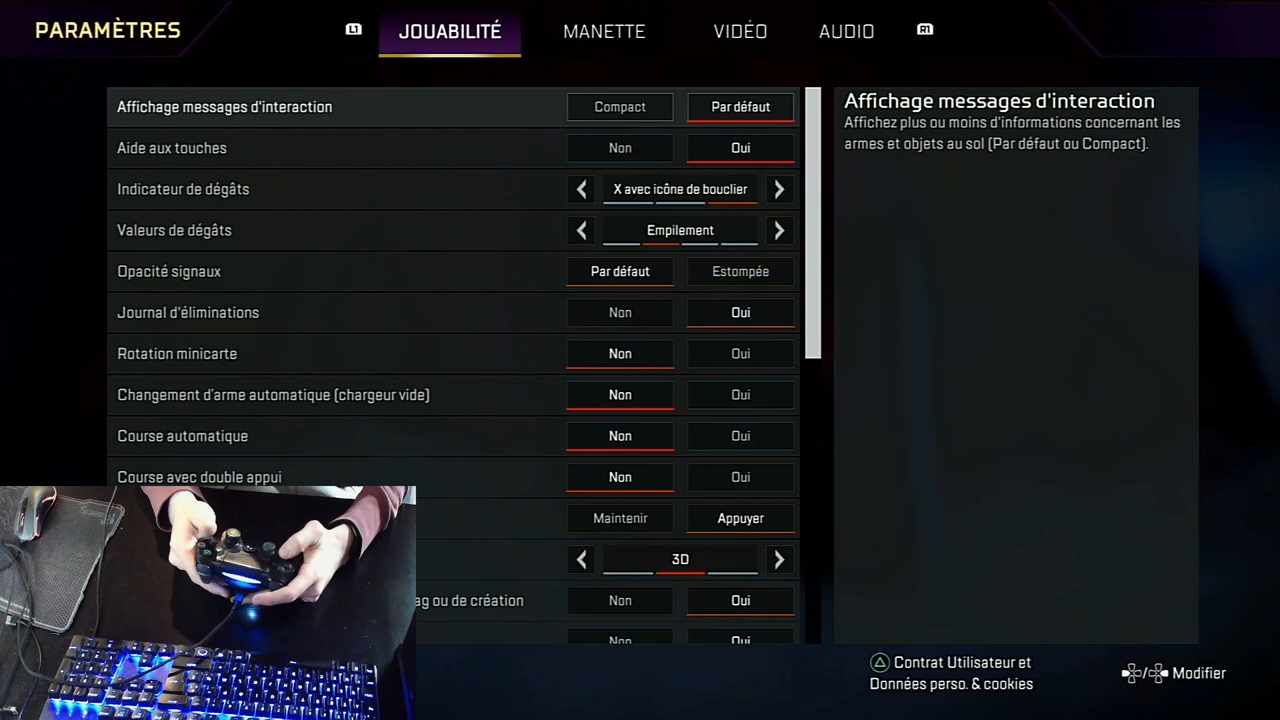 PARAMÈTRES
L1 JOUABILITÉ MANETTE VIDÉO AUDIO R1
Affichage messages d'interaction Compact Par défaut
Aide aux touches Non Oui
Indicateur de dégâts X avec icône de bouclier
Valeurs de dégâts Empilement
Opacité signaux Par défaut Estompée
Journal d'éliminations Non Oui
Rotation minicarte Non Oui
Changement d'arme automatique (chargeur vide) Non Oui
Course automatique Non Oui
Course avec double appui Non Oui
Maintenir Appuyer
3D
ag ou de création Non Oui
Non Oui
Affichage messages d'interaction
Affichez plus ou moins d'informations concernant les
armes et objets au sol (Par défaut ou Compact).
Contrat Utilisateur et
Données perso. & cookies
/ Modifier